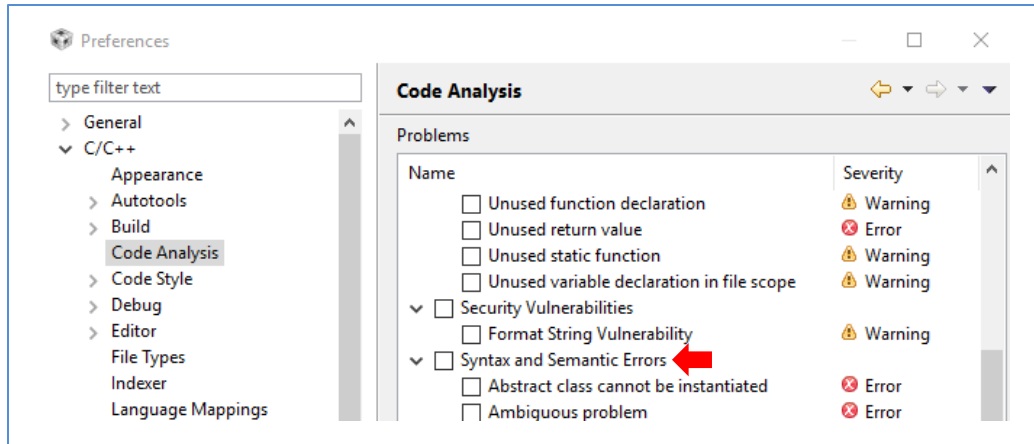 Preferences
type filter text
General
C/C++
Appearance
Autotools
Build
Code Analysis
Code Style
Debug
Editor
File Types
Indexer
Language Mappings
Code Analysis
Problems
Name Severity
Unused function declaration Warning
Unused return value Error
Unused static function Warning
Unused variable declaration in file scope Warning
Security Vulnerabilities
Format String Vulnerability Warning
Syntax and Semantic Errors
Abstract class cannot be instantiated Error
Ambiguous problem Error